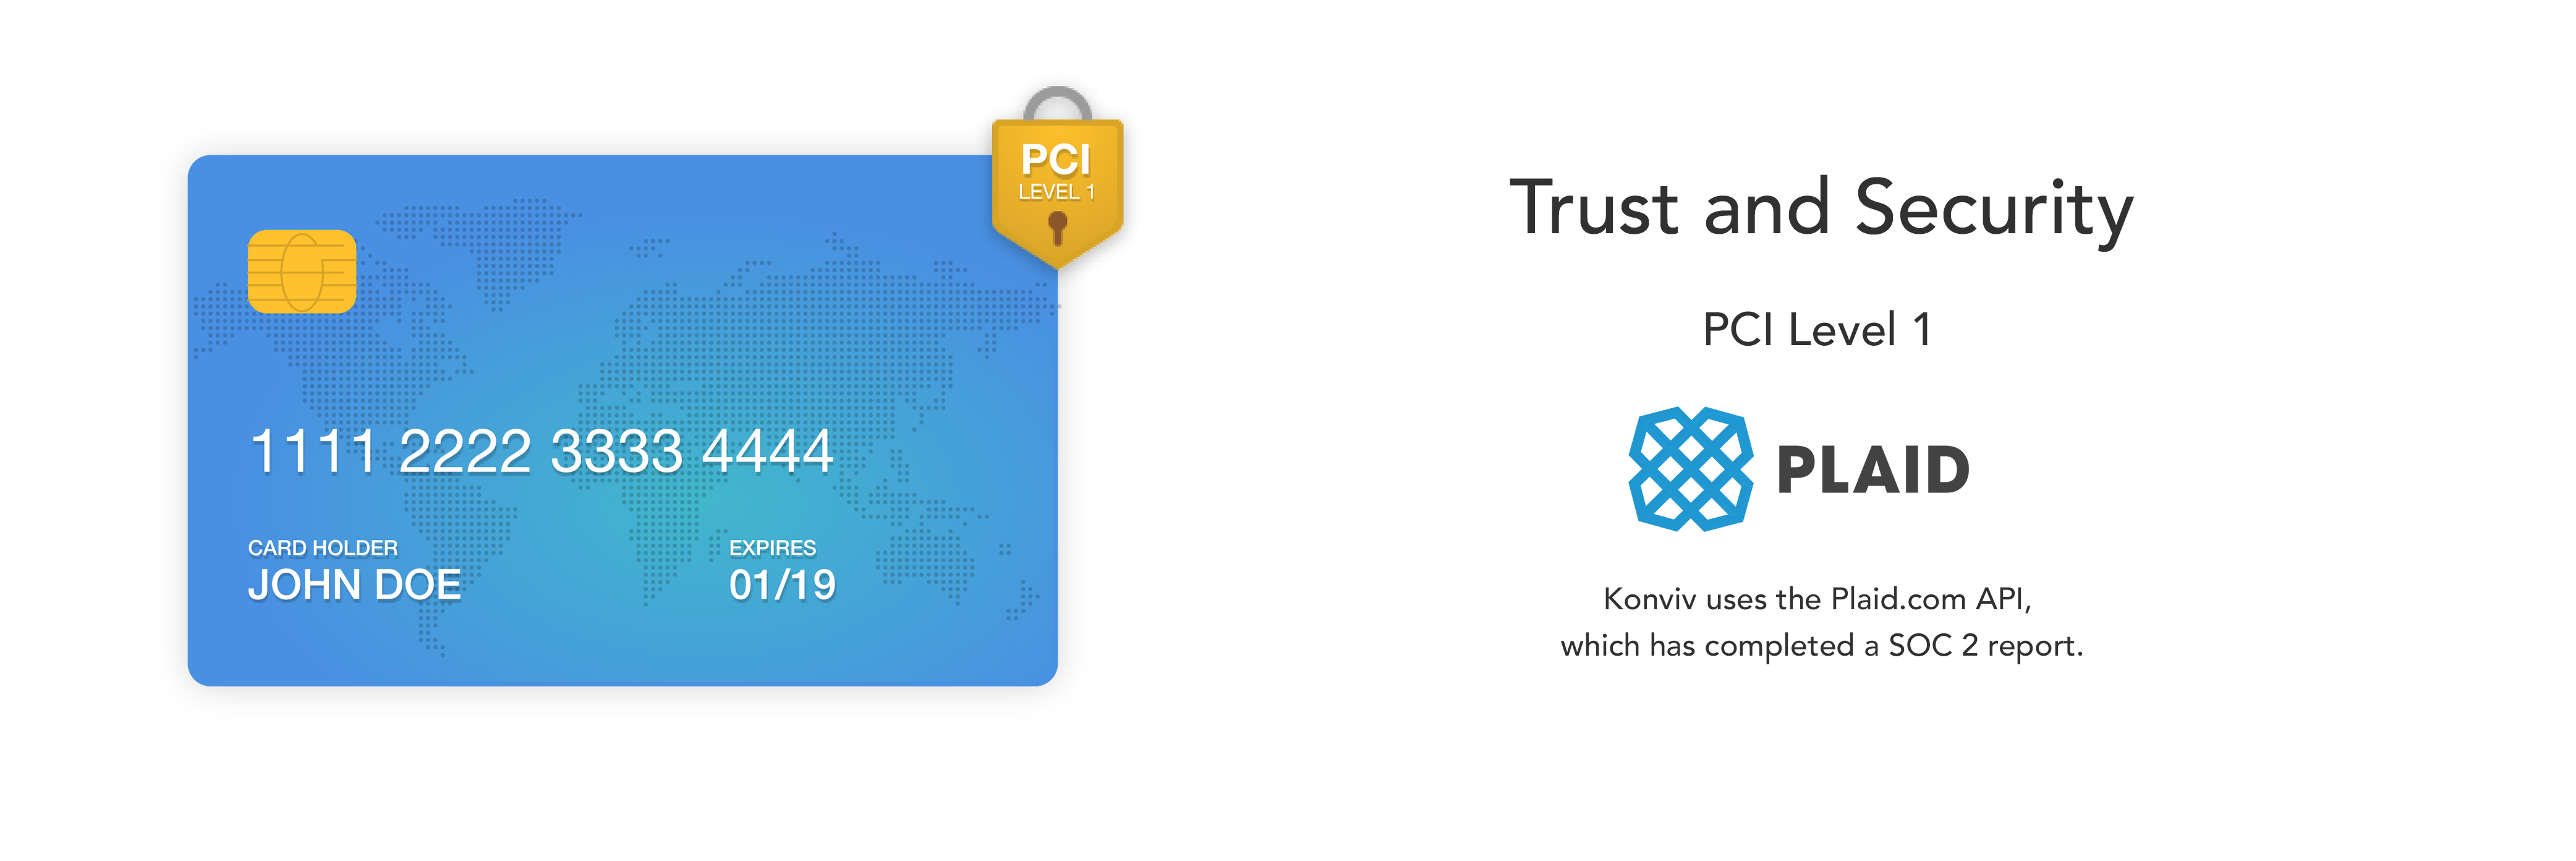 PCI
LEVEL 1
1111 2222 3333 4444
CARD HOLDER
JOHN DOE
EXPIRES
01/19
Trust and Security
PCI Level 1
PLAID
Konviv uses the Plaid.com API,
which has completed a SOC 2 report.